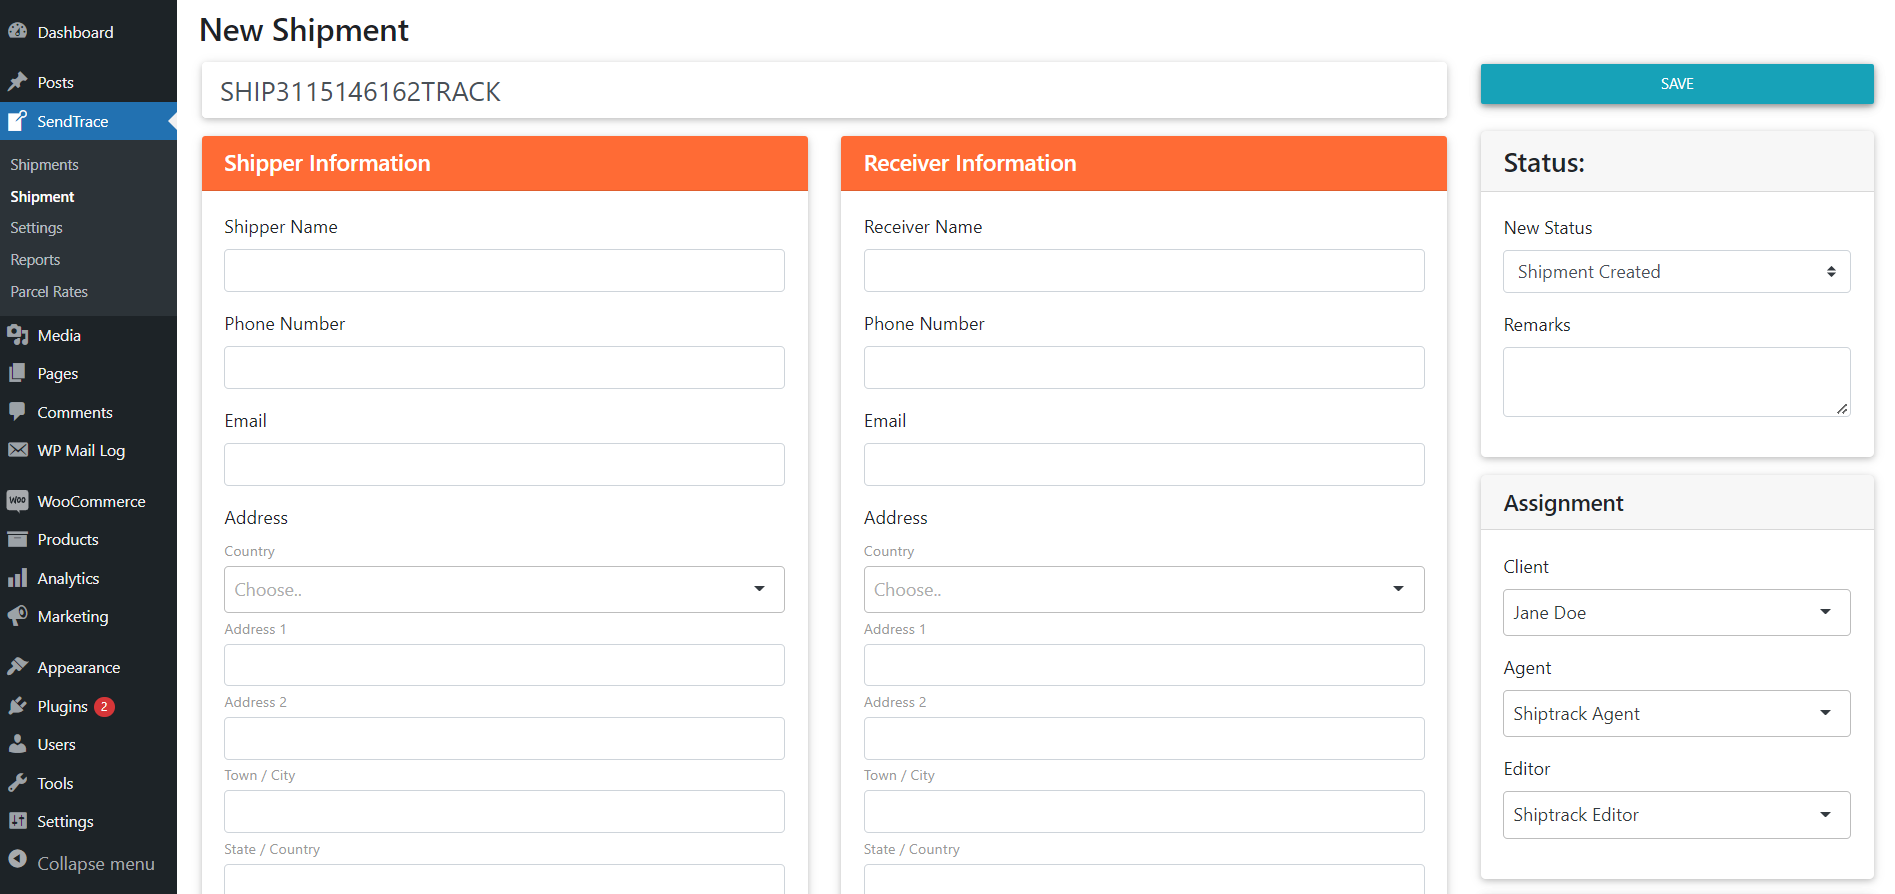 Dashboard
Posts
SendTrace
Shipments
Shipment
Settings
Reports
Parcel Rates
Media
Pages
Comments
WP Mail Log
Woo WooCommerce
Products
Analytics
Marketing
Appearance
Plugins 2
Users
Tools
Settings
Collapse menu
New Shipment
SHIP3115146162TRACK
Shipper Information
Shipper Name
Phone Number
Email
Address
Country
Choose..
Address 1
Address 2
Town / City
State / Country
Receiver Information
Receiver Name
Phone Number
Email
Address
Country
Choose..
Address 1
Address 2
Town / City
State / Country
SAVE
Status:
New Status
Shipment Created
Remarks
Assignment
Client
Jane Doe
Agent
Shiptrack Agent
Editor
Shiptrack Editor